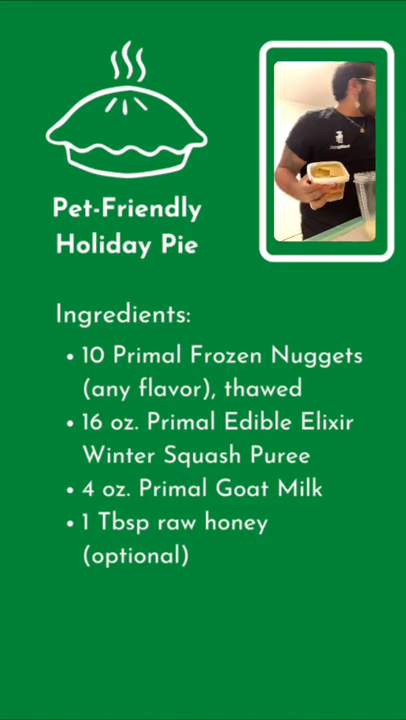 Pet-Friendly
Holiday Pie
Ingredients:
• 10 Primal Frozen Nuggets
(any flavor), thawed
• 16 oz. Primal Edible Elixir
Winter Squash Puree
• 4 oz. Primal Goat Milk
• 1 Tbsp raw honey
(optional)